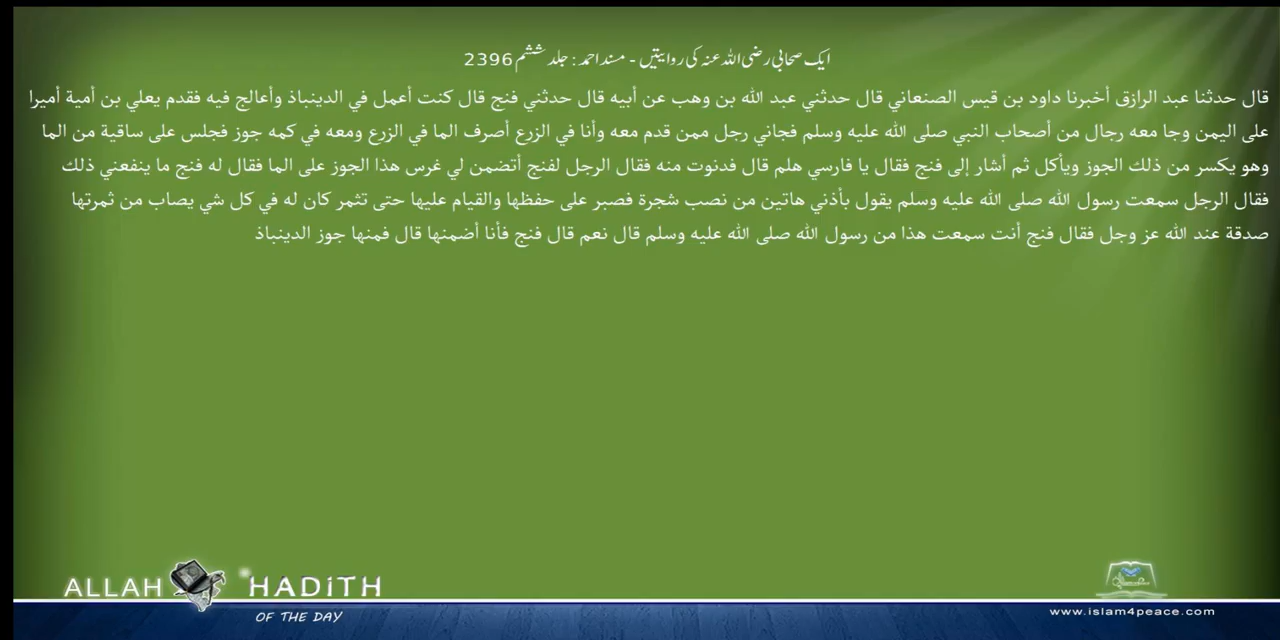 ایک صحابی رضی اللہ عنہ کی روایتیں - مسند احمد : جلد ششم 2396
قال حدثنا عبد الرازق أخبرنا داود بن قيس الصنعاني قال حدثني عبد الله بن وهب عن أبيه قال حدثني فنج قال كنت أعمل في الدينباذ وأعالج فيه فقدم يعلي بن أمية أميرا
على اليمن وجا معه رجال من أصحاب النبي صلى الله عليه وسلم فجاني رجل ممن قدم معه وأنا في الزرع أصرف الما في الزرع ومعه في كمه جوز فجلس على ساقية من الما
وهو يكسر من ذلك الجوز ويأكل ثم أشار إلى فنج فقال يا فارسي هلم قال فدنوت منه فقال الرجل لفنج أتضمن لي غرس هذا الجوز على الما فقال له فنج ما ينفعني ذلك
فقال الرجل سمعت رسول الله صلى الله عليه وسلم يقول بأذني هاتين من نصب شجرة فصبر على حفظها والقيام عليها حتى تثمر كان له في كل شي يصاب من ثمرتها
صدقة عند الله عز وجل فقال فنج أنت سمعت هذا من رسول الله صلى الله عليه وسلم قال نعم قال فنج فأنا أضمنها قال فمنها جوز الدينباذ
ALLAH HADiTH
OF THE DAY
www.islam4peace.com